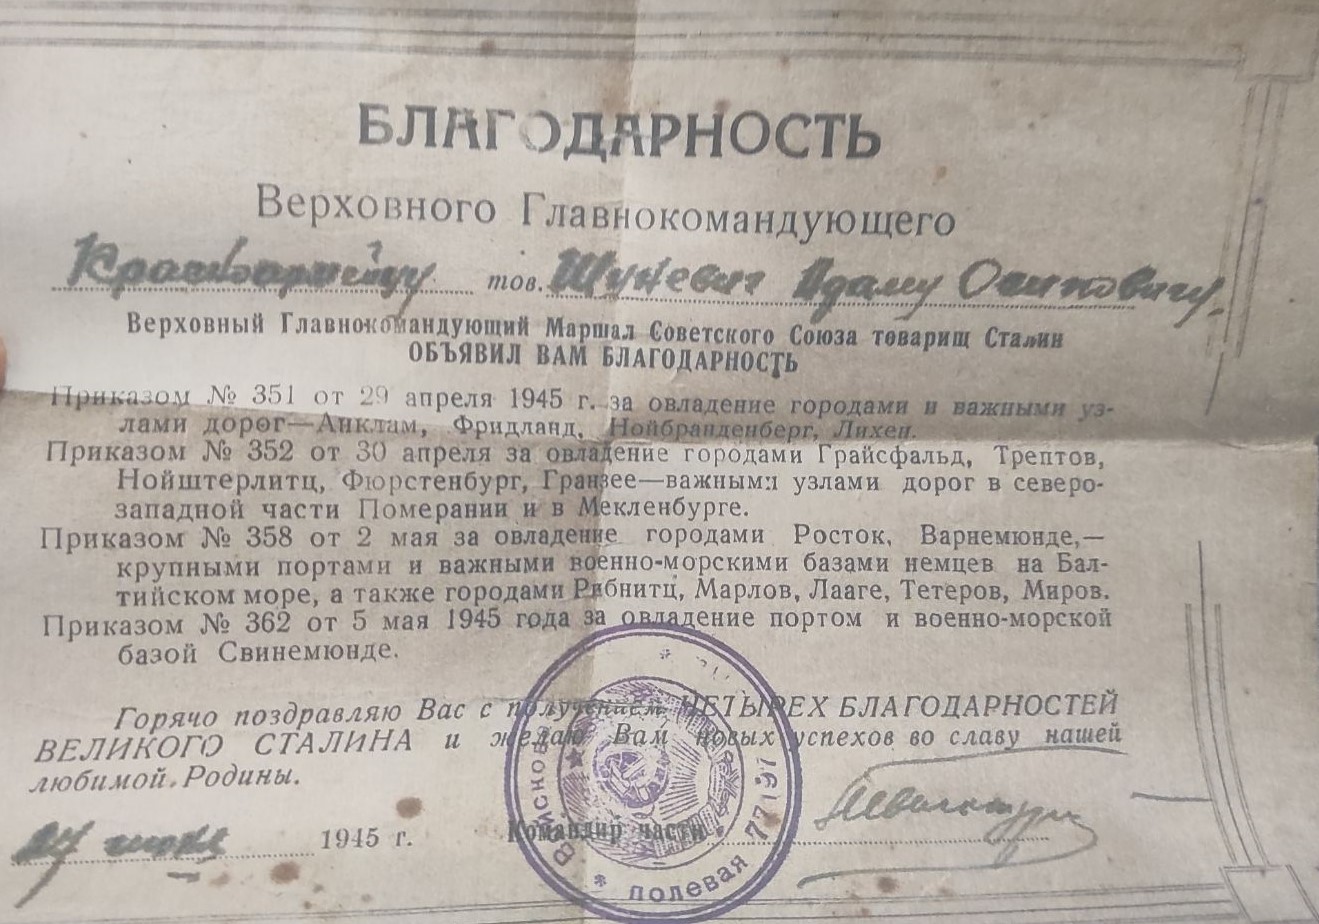 БЛАГОДАРНОСТЬ
Верховного Главнокомандующего
Красноармейцу тов. Шуневич Адаму Осиповичу.
Верховный Главнокомандующий Маршал Советского Союза товарищ Сталин
ОБЪЯВИЛ ВАМ БЛАГОДАРНОСТЬ
Приказом № 351 от 29 апреля 1945 г. за овладение городами и важными уз-
лами дорог—Анклам, Фридланд, Нойбранденберг, Лихен.
Приказом № 352 от 30 апреля за овладение городами Грайсфальд, Трептов,
Нойштерлитц, Фюрстенбург, Гранзее—важными узлами дорог в северо-
западной части Померании и в Мекленбурге.
Приказом № 358 от 2 мая за овладение городами Росток, Варнемюнде,—
крупными портами и важными военно-морскими базами немцев на Бал-
тийском море, а также городами Рибнитц, Марлов, Лааге, Тетеров, Миров.
Приказом № 362 от 5 мая 1945 года за овладение портом и военно-морской
базой Свинемюнде.
Горячо поздравляю Вас с получением ЧЕТЫРЕХ БЛАГОДАРНОСТЕЙ
ВЕЛИКОГО СТАЛИНА и желаю Вам новых успехов во славу нашей
любимой Родины.
1945 г. Командир части
полевая 77197